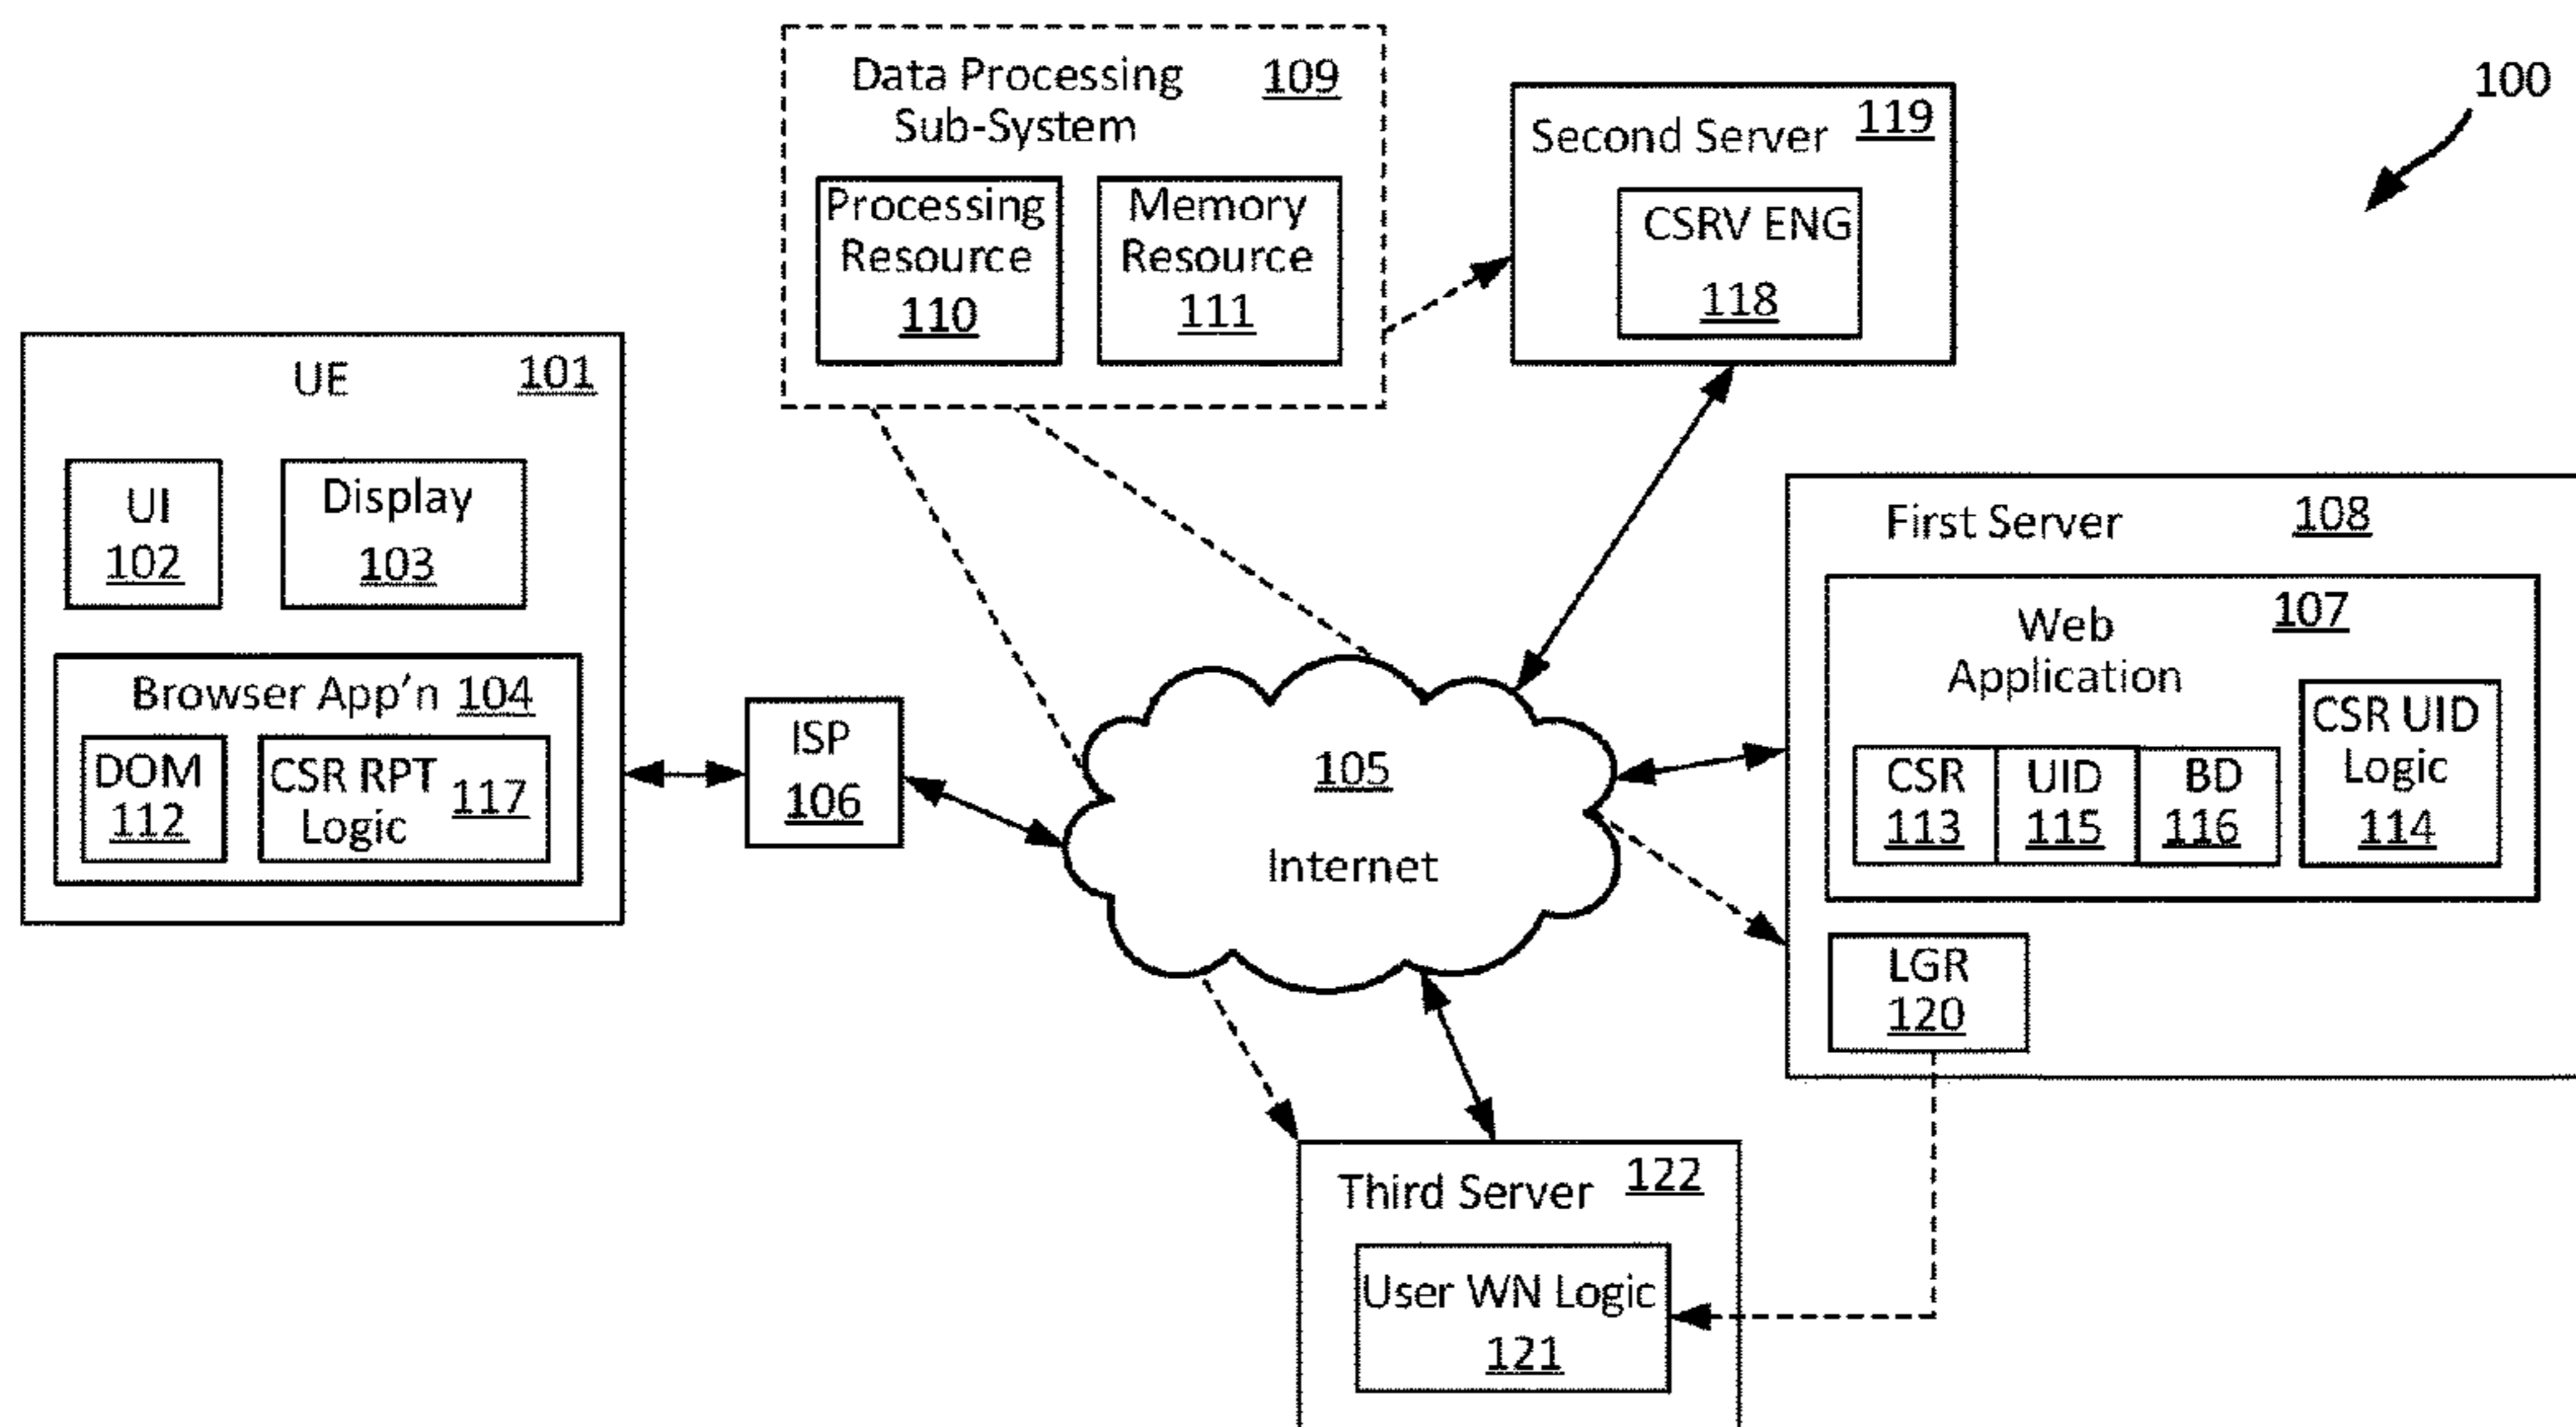 100
Data Processing 109
Sub-System
Processing
Resource
110
Memory
Resource
111
Second Server 119
CSRV ENG
118
UE 101
UI
102
Display
103
Browser App'n 104
DOM
112
CSR RPT
Logic
117
ISP
106
105
Internet
First Server 108
Web
Application
107
CSR
113
UID
115
BD
116
CSR UID
Logic
114
LGR
120
Third Server 122
User WN Logic
121